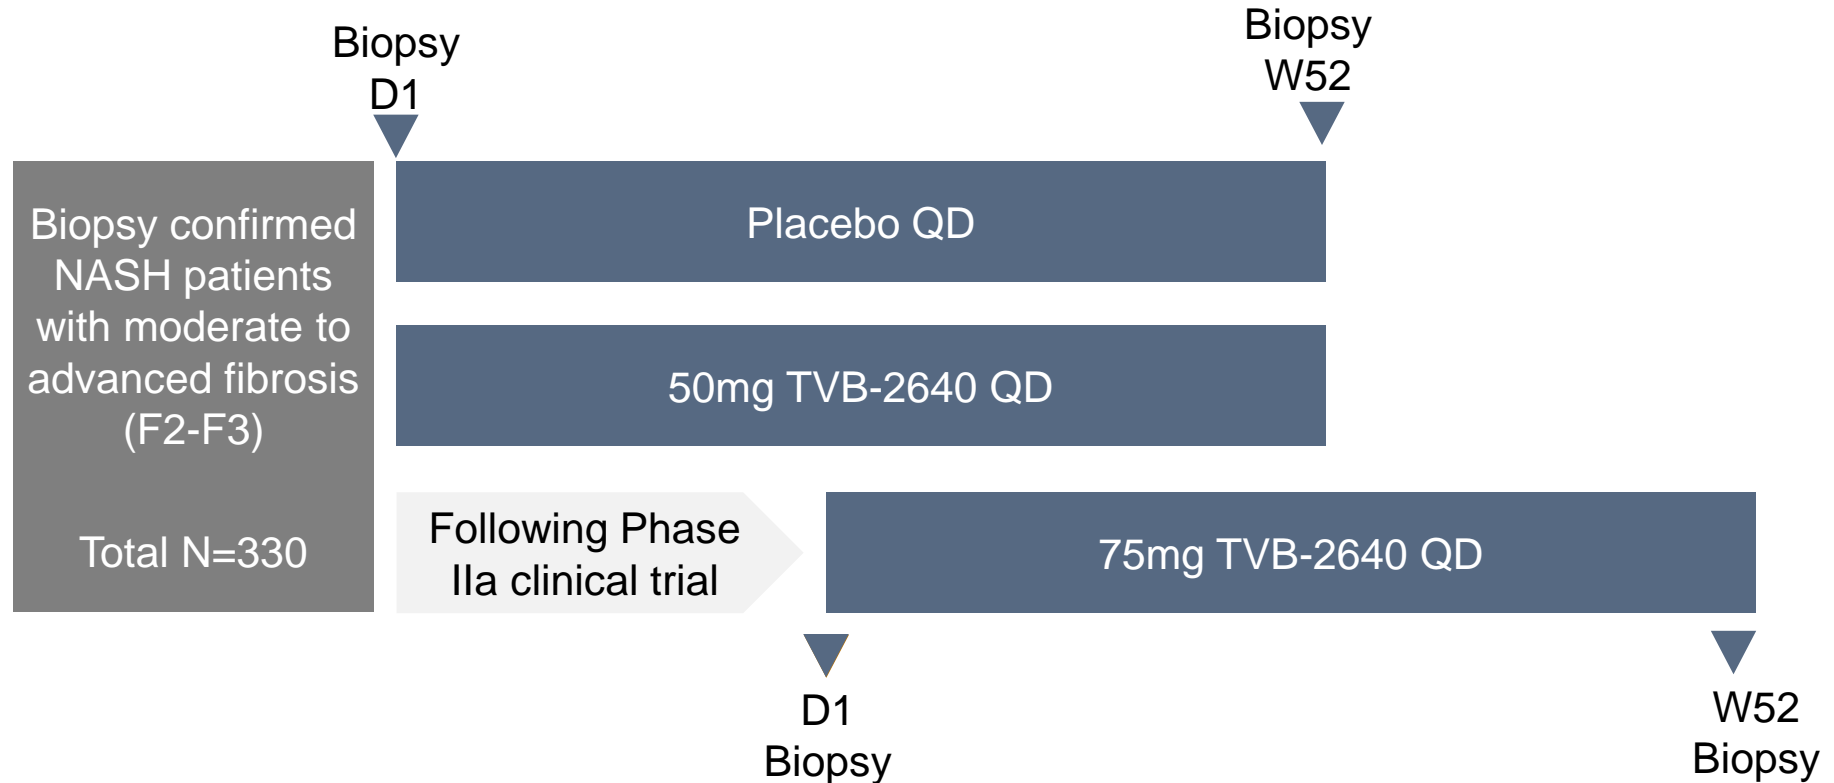 Biopsy
D1
Biopsy
W52
Biopsy confirmed
NASH patients
with moderate to
advanced fibrosis
(F2-F3)
Total N=330
Placebo QD
50mg TVB-2640 QD
Following Phase
IIa clinical trial
75mg TVB-2640 QD
D1
Biopsy
W52
Biopsy